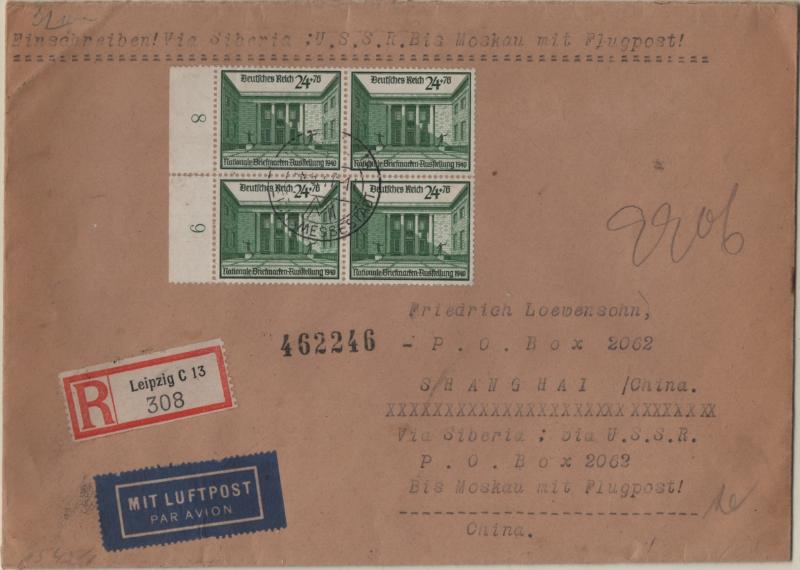 Einschreiben! Via Siberia ;U.S.S.R.Bis Moskau mit Flugpost!
8
Deutsches Reich 24+76
Nationale Briefmarken-Ausstellung 1940
Deutsches Reich 24+76
Nationale Briefmarken-Ausstellung 1940
9
Deutsches Reich 24+76
Nationale Briefmarken-Ausstellung 1940
Deutsches Reich 24+76
Nationale Briefmarken-Ausstellung 1940
MESSESTADT
9206
Friedrich Loewensohn,
462246
- P. O. Box 2062
SHANGHAI /China.
XXXXXXXXXXXXXXXXXXXX XXXXXXXX
Via Siberia ; via U.S.S.R.
P. O. Box 2062
Bis Moskau mit Flugpost!
China.
R
Leipzig C 13
308
MIT LUFTPOST
PAR AVION